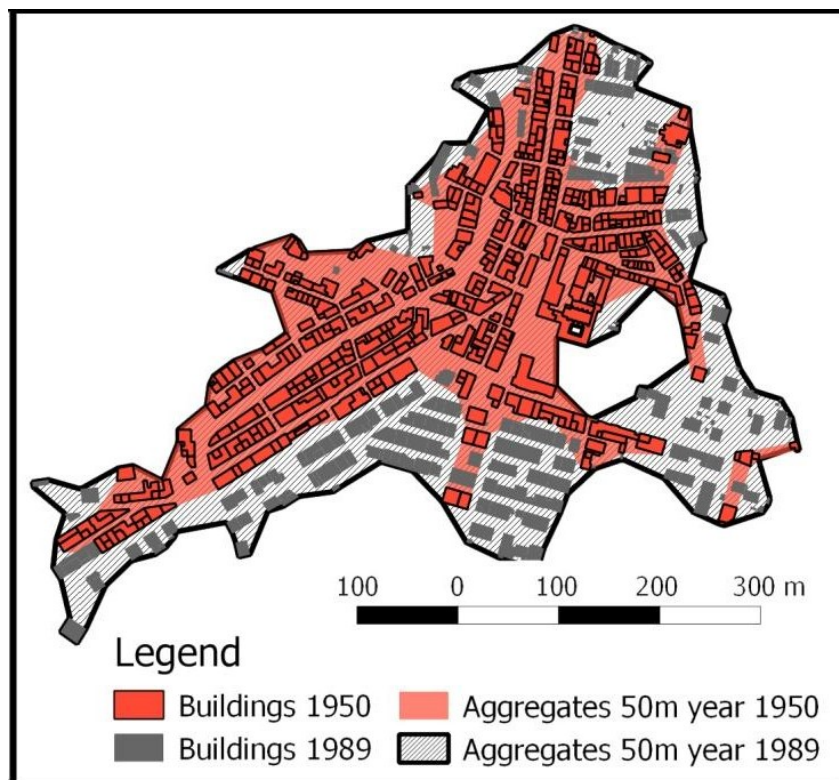 100 0 100 200 300 m
Legend
Buildings 1950 Aggregates 50m year 1950
Buildings 1989 Aggregates 50m year 1989